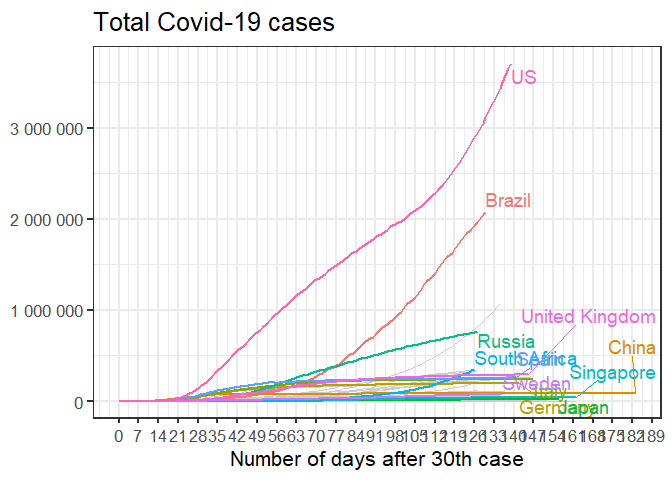 Total Covid-19 cases
US
3 000 000
Brazil
2 000 000
1 000 000
United Kingdom
Russia
China
South Africa
Spain
Singapore
Sweden
Italy
0
Germany
Japan
0 7 14 21 28 35 42 49 56 63 70 77 84 91 98 105 112 119 126 133 140 147 154 161 168 175 182 189
Number of days after 30th case